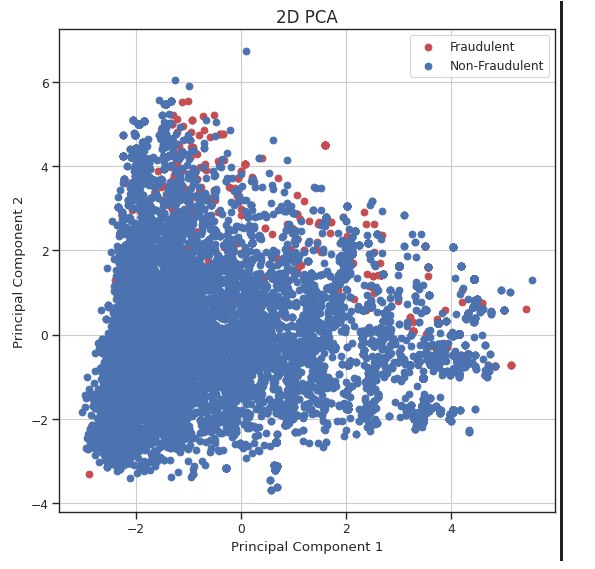 2D PCA
Fraudulent
Non-Fraudulent
6
4
2
0
−2
−4
Principal Component 2
−2 0 2 4
Principal Component 1